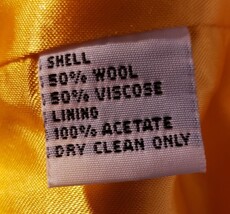 SHELL
50% WOOL
50% VISCOSE
LINING
100% ACETATE
DRY CLEAN ONLY